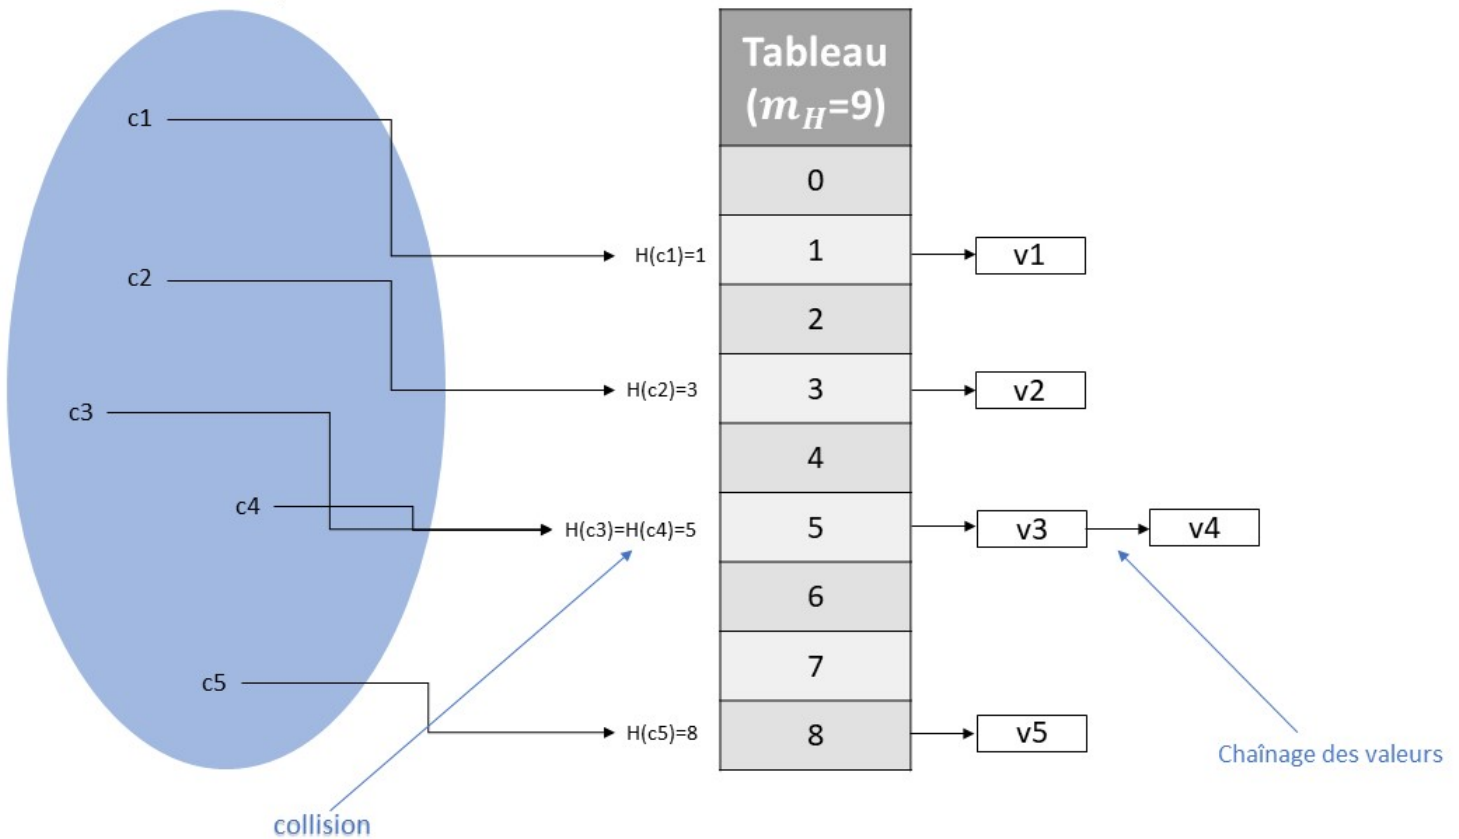 Tableau
(m_H=9)
c1
c2
c3
c4
c5
H(c1)=1
H(c2)=3
H(c3)=H(c4)=5
H(c5)=8
0
1
2
3
4
5
6
7
8
v1
v2
v3
v4
v5
collision
Chaînage des valeurs